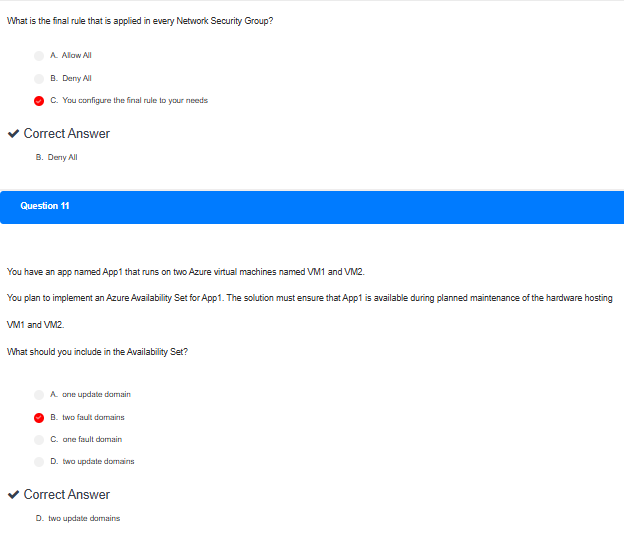 What is the final rule that is applied in every Network Security Group?
A. Allow All
B. Deny All
C. You configure the final rule to your needs
Correct Answer
B. Deny All
Question 11
You have an app named App1 that runs on two Azure virtual machines named VM1 and VM2.
You plan to implement an Azure Availability Set for App1. The solution must ensure that App1 is available during planned maintenance of the hardware hosting
VM1 and VM2.
What should you include in the Availability Set?
A. one update domain
B. two fault domains
C. one fault domain
D. two update domains
Correct Answer
D. two update domains